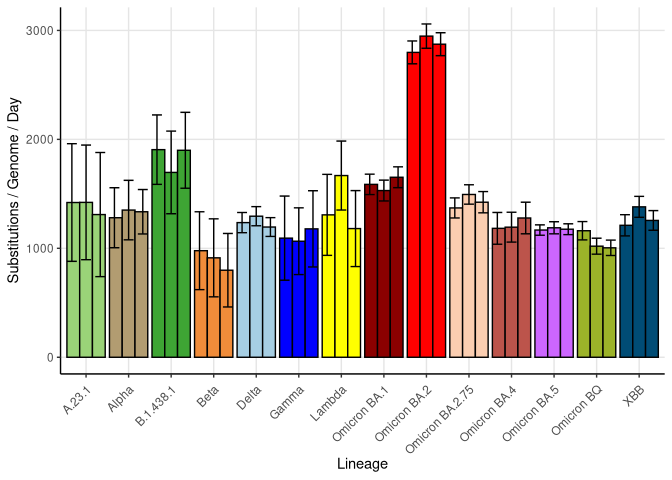 Substitutions / Genome / Day
3000
2000
1000
0
A.23.1
Alpha
B.1.438.1
Beta
Delta
Gamma
Lambda
Omicron BA.1
Omicron BA.2
Omicron BA.2.75
Omicron BA.4
Omicron BA.5
Omicron BQ
XBB
Lineage